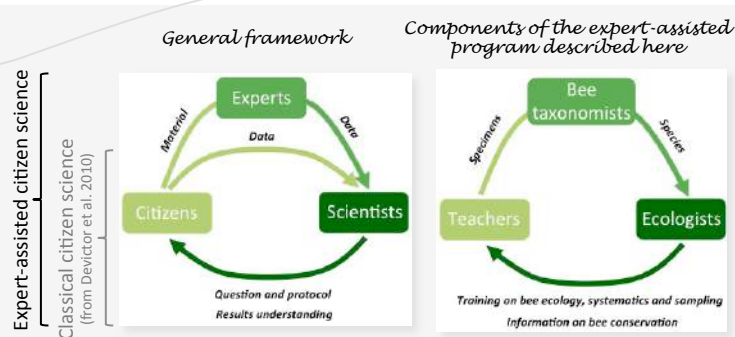 General framework
Components of the expert-assisted
program described here
Expert-assisted citizen science
Classical citizen science
(from Devictor et al. 2010)
Experts
Material
Data
Data
Citizens
Scientists
Question and protocol
Results understanding
Bee
taxonomists
Specimens
Species
Teachers
Ecologists
Training on bee ecology, systematics and sampling
Information on bee conservation